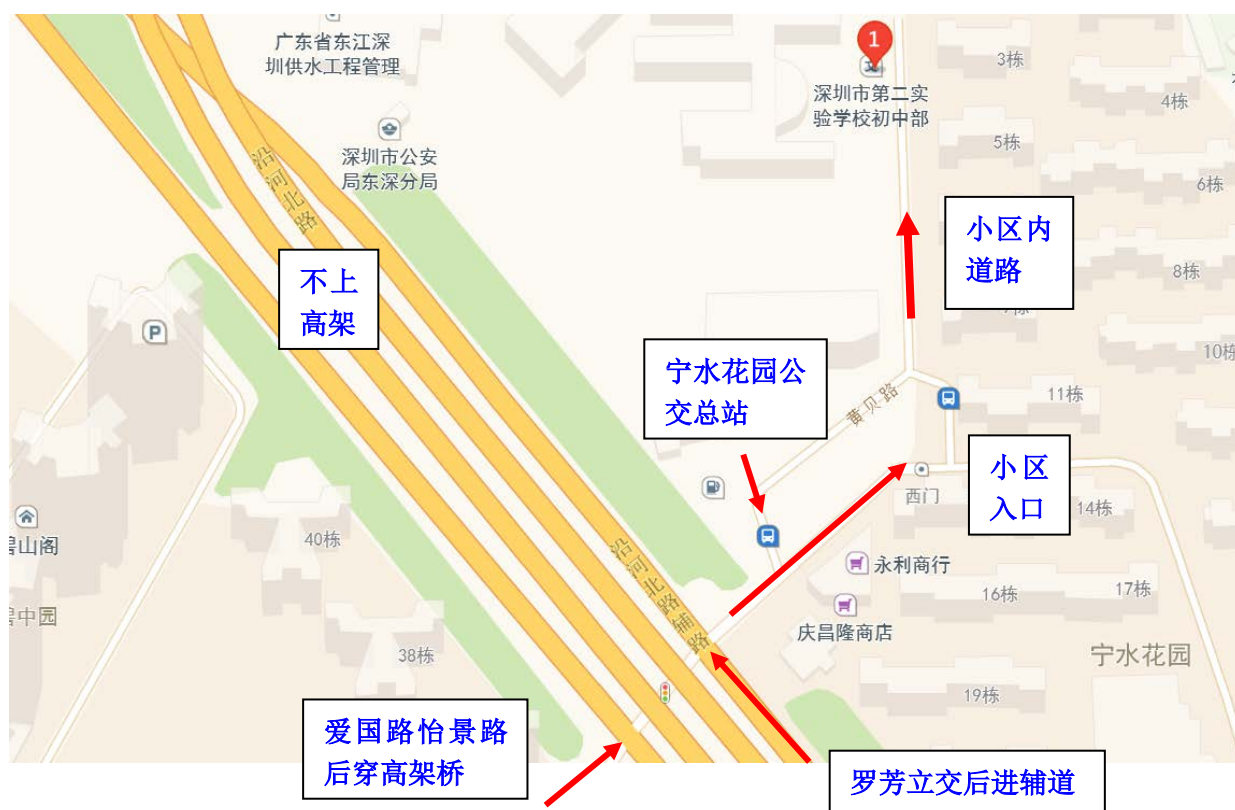 广东省东江深
圳供水工程管理
1
深圳市第二实
验学校初中部
3栋
4栋
5栋
6栋
深圳市公安
局东深分局
沿河北路
小区内
道路
8栋
不上
高架
P
10栋
宁水花园公
交总站
11栋
黄贝路
小区
入口
西门
14栋
40栋
沿河北路辅路
永利商行
16栋
17栋
庆昌隆商店
中园
38栋
宁水花园
19栋
爱国路怡景路
后穿高架桥
罗芳立交后进辅道